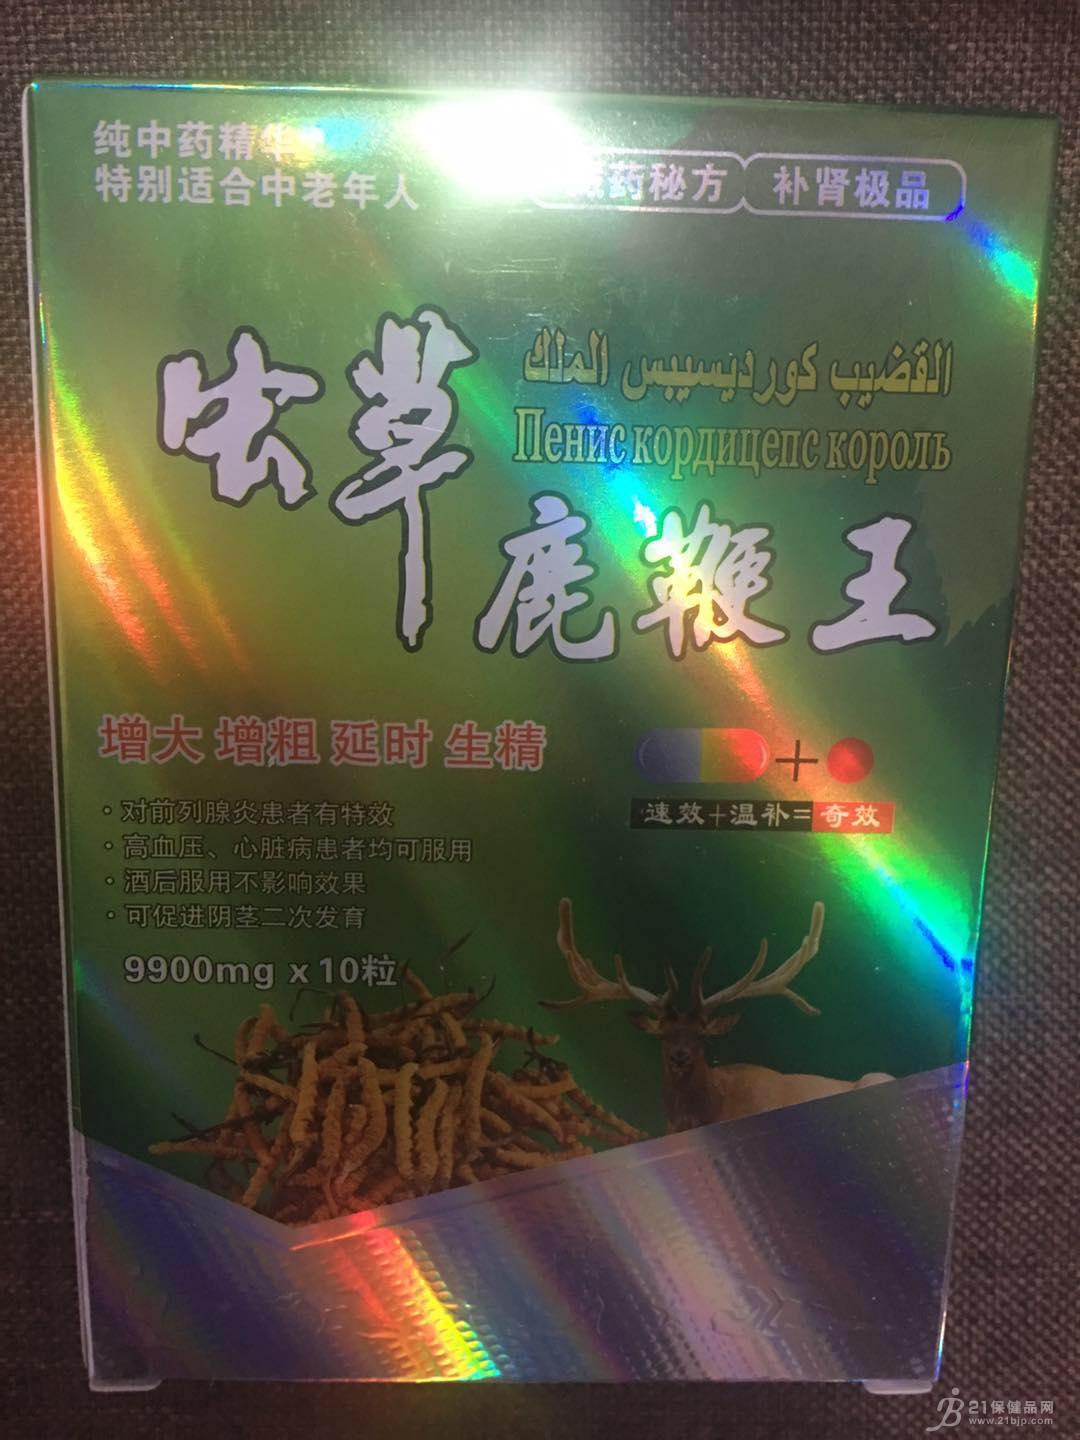 纯中药精华
特别适合中老年人
药秘方
补肾极品
虫草
القضيب كورديسيبس الملك
Пенис кордицепс король
鹿鞭王
增大 增粗 延时 生精
·对前列腺炎患者有特效
·高血压、心脏病患者均可服用
·酒后服用不影响效果
·可促进阴茎二次发育
9900mg x 10粒
+
速效+温补=奇效
21保健品网
www.21bjp.com